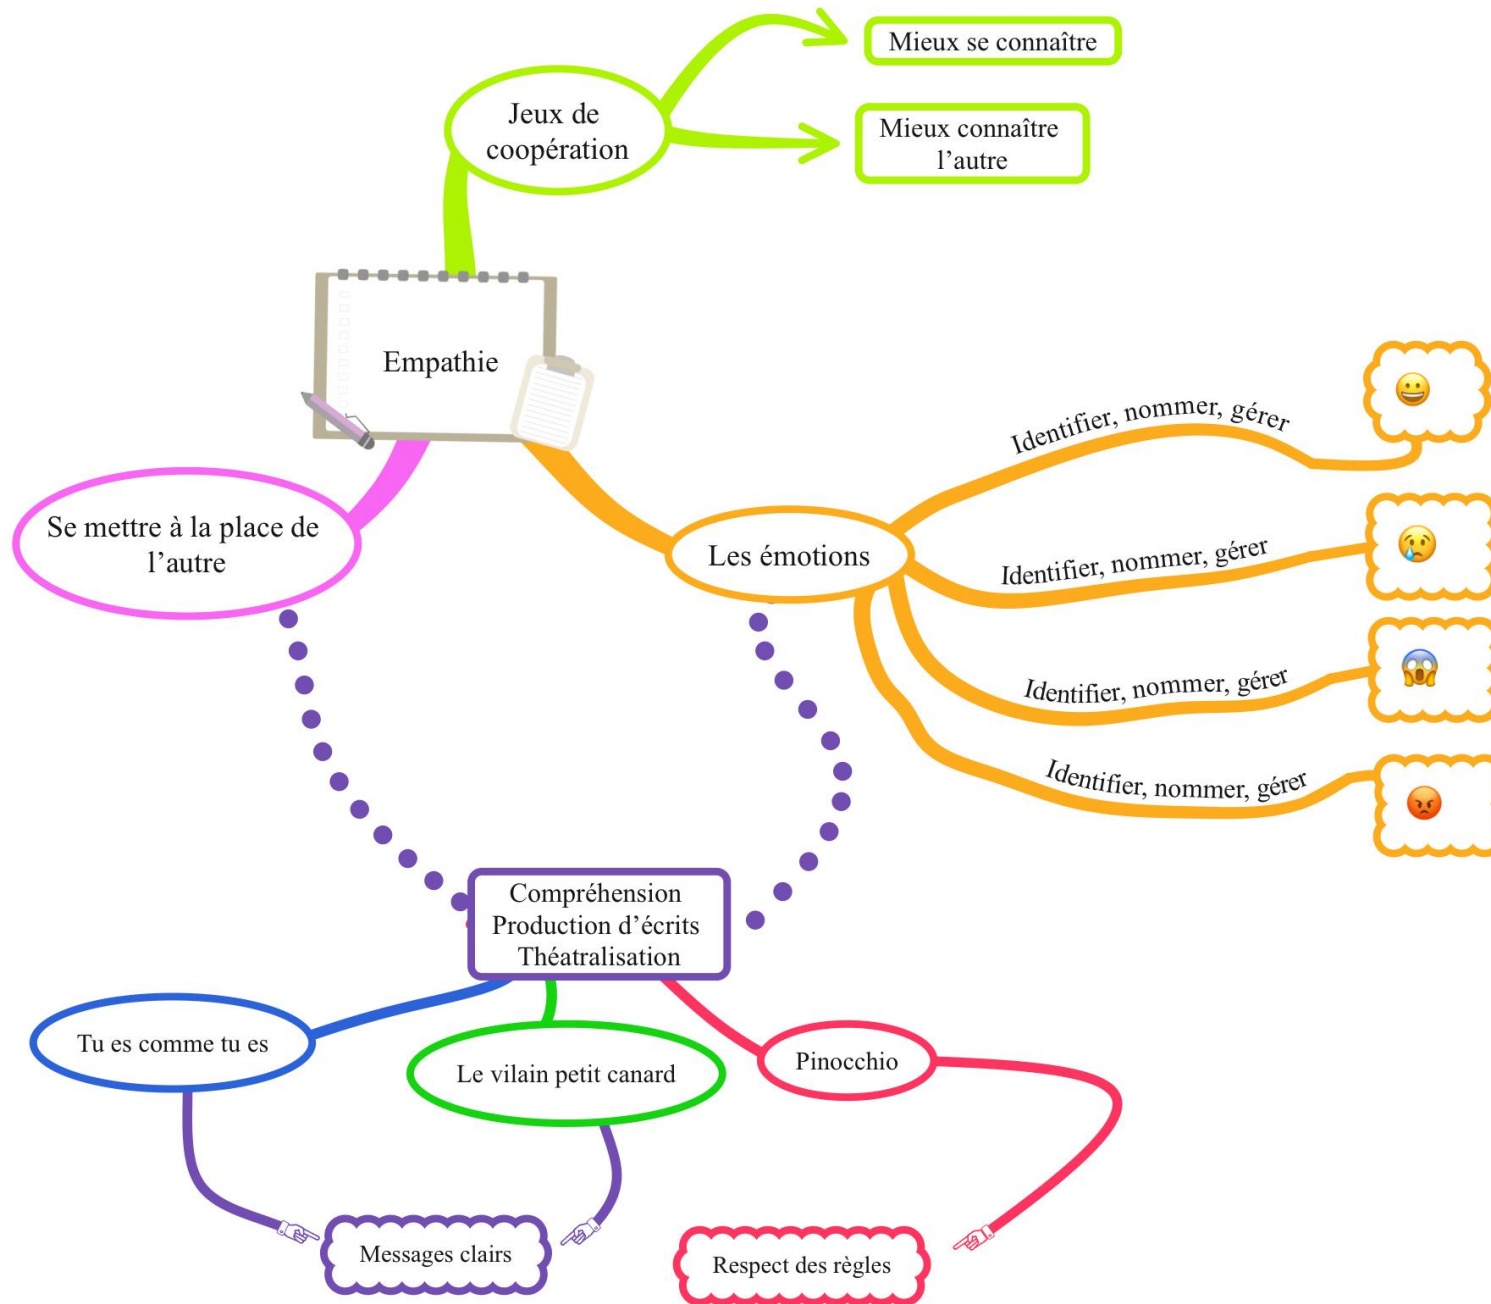 Mieux se connaître
Jeux de
coopération
Mieux connaître
l’autre
Empathie
Identifier, nommer, gérer
Se mettre à la place de
l’autre
Les émotions
Identifier, nommer, gérer
Identifier, nommer, gérer
Identifier, nommer, gérer
Compréhension
Production d’écrits
Théatralisation
Tu es comme tu es
Le vilain petit canard
Pinocchio
Messages clairs
Respect des règles